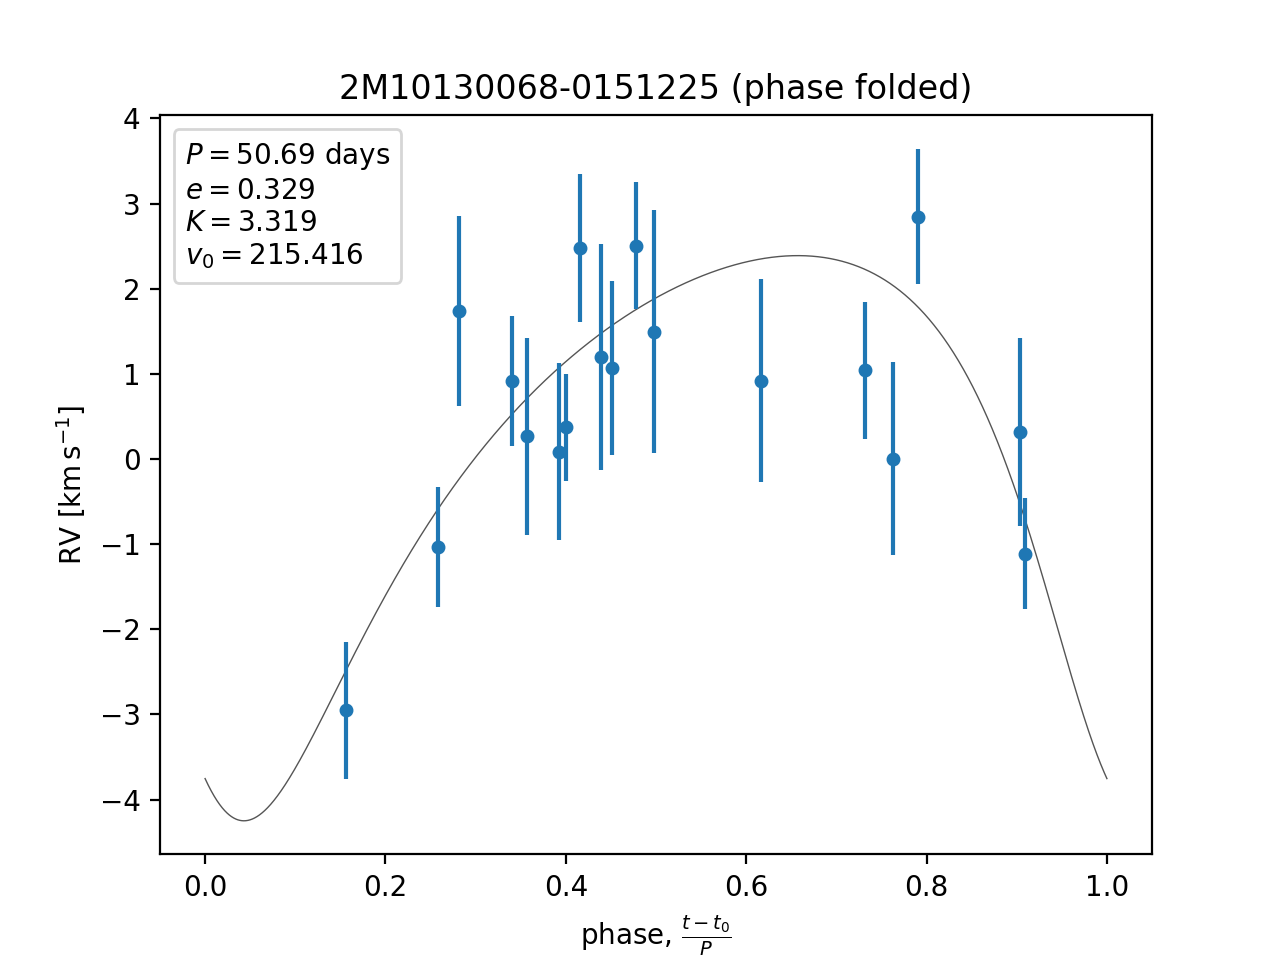 2M10130068-0151225 (phase folded)
P = 50.69 days
e = 0.329
K = 3.319
v₀ = 215.416
4
3
2
1
0
−1
−2
−3
−4
RV [km s⁻¹]
0.0 0.2 0.4 0.6 0.8 1.0
phase, (t − t₀)/P